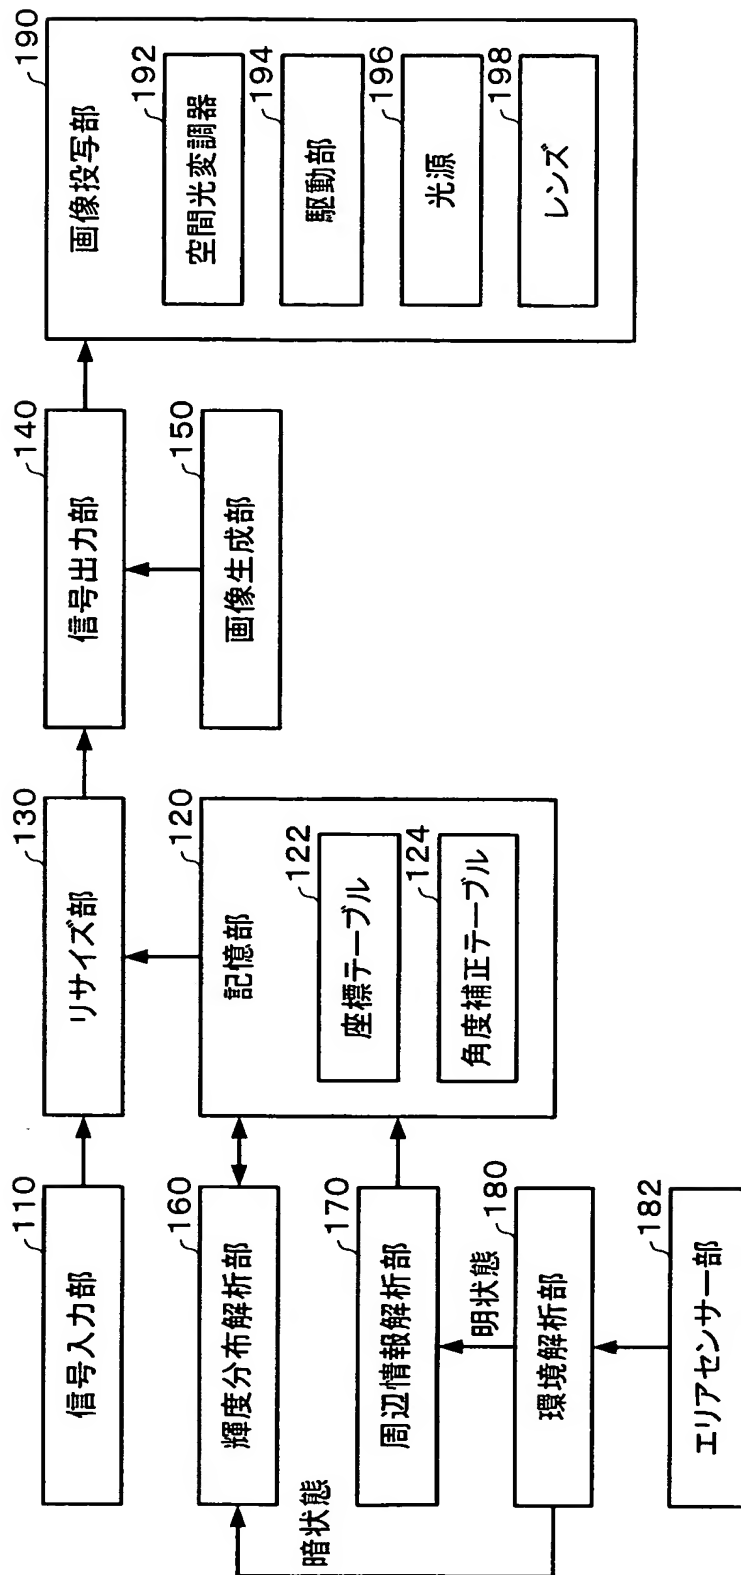 110
信号入力部
130
リサイズ部
140
信号出力部
190
画像投写部
192
空間光変調器
194
駆動部
196
光源
198
レンズ
150
画像生成部
120
記憶部
122
座標テーブル
124
角度補正テーブル
160
輝度分布解析部
170
周辺情報解析部
明状態
180
環境解析部
暗状態
182
エリアセンサー部